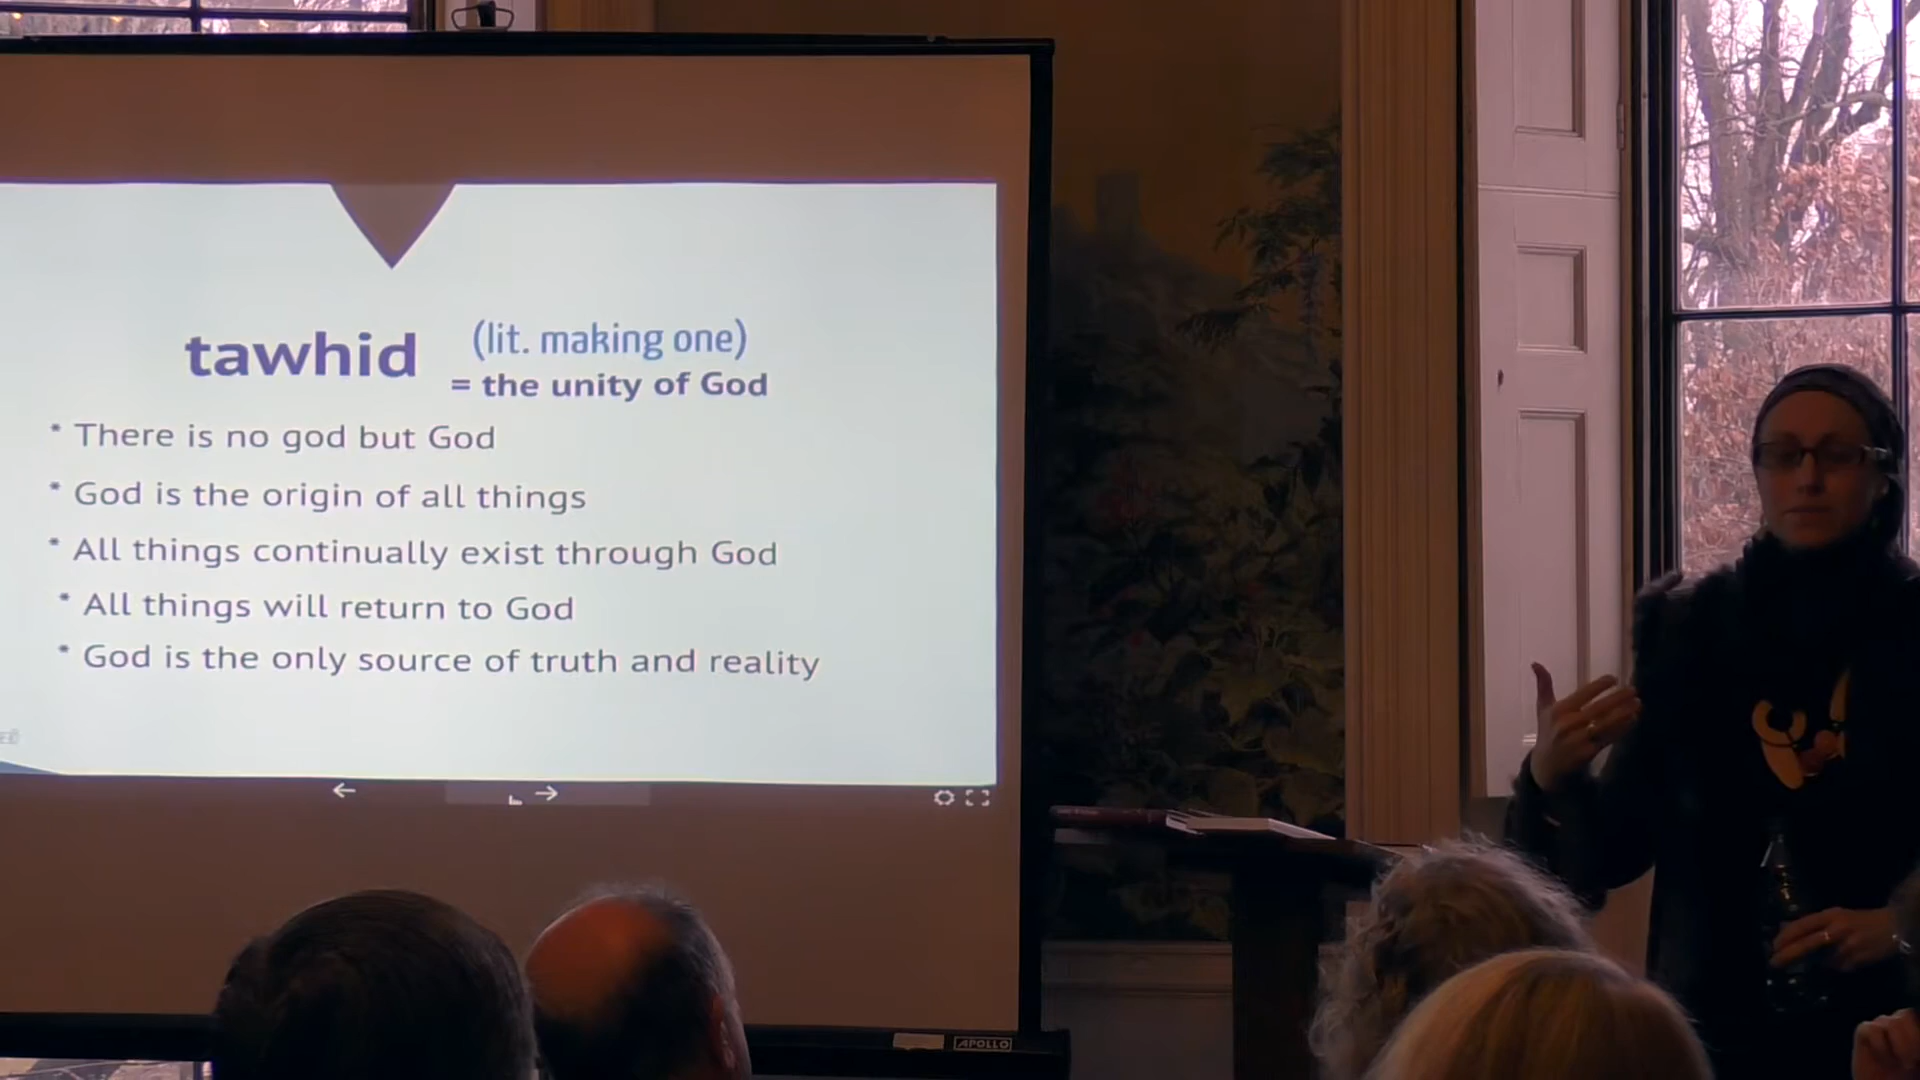 tawhid (lit. making one)
= the unity of God
* There is no god but God
* God is the origin of all things
* All things continually exist through God
* All things will return to God
* God is the only source of truth and reality
APOLLO